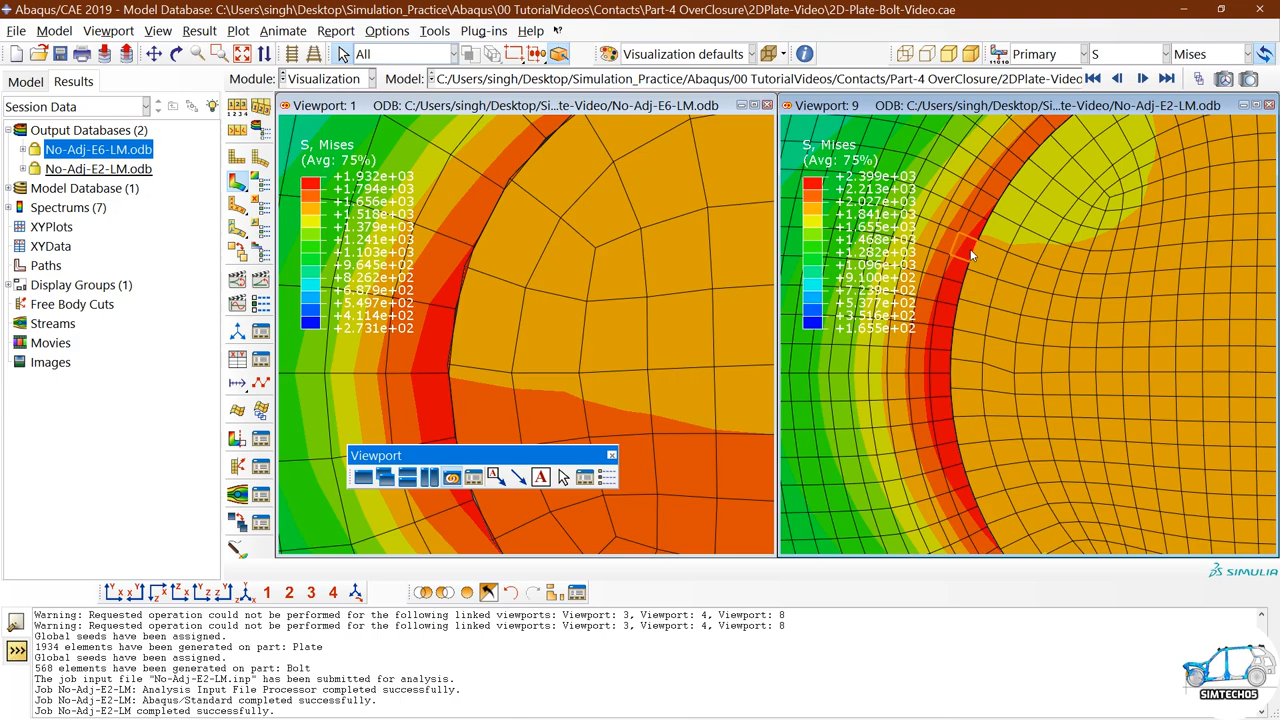 Abaqus/CAE 2019 - Model Database: C:\Users\singh\Desktop\Simulation_Practice\Abaqus\00 TutorialVideos\Contacts\Part-4 OverClosure\2DPlate-Video\2D-Plate-Bolt-Video.cae
File Model Viewport View Result Plot Animate Report Options Tools Plug-ins Help
All Visualization defaults Primary S Mises
Model Results Module: Visualization Model: C:/Users/singh/Desktop/Simulation_Practice/Abaqus/00 TutorialVideos/Contacts/Part-4 OverClosure/2DPlate-Video
Session Data
Output Databases (2)
No-Adj-E6-LM.odb
No-Adj-E2-LM.odb
Model Database (1)
Spectrums (7)
XYPlots
XYData
Paths
Display Groups (1)
Free Body Cuts
Streams
Movies
Images
Viewport: 1 ODB: C:/Users/singh/Desktop/Si...te-Video/No-Adj-E6-LM.odb
S, Mises
(Avg: 75%)
+1.932e+03
+1.794e+03
+1.656e+03
+1.518e+03
+1.379e+03
+1.241e+03
+1.103e+03
+9.645e+02
+8.262e+02
+6.879e+02
+5.497e+02
+4.114e+02
+2.731e+02
Viewport
Viewport: 9 ODB: C:/Users/singh/Desktop/Si...te-Video/No-Adj-E2-LM.odb
S, Mises
(Avg: 75%)
+2.399e+03
+2.213e+03
+2.027e+03
+1.841e+03
+1.655e+03
+1.468e+03
+1.282e+03
+1.096e+03
+9.100e+02
+7.239e+02
+5.377e+02
+3.516e+02
+1.655e+02
SIMULIA
1 2 3 4
Warning: Requested operation could not be performed for the following linked viewports: Viewport: 3, Viewport: 4, Viewport: 8
Warning: Requested operation could not be performed for the following linked viewports: Viewport: 3, Viewport: 4, Viewport: 8
Global seeds have been assigned.
1934 elements have been generated on part: Plate
Global seeds have been assigned.
568 elements have been generated on part: Bolt
The job input file "No-Adj-E2-LM.inp" has been submitted for analysis.
Job No-Adj-E2-LM: Analysis Input File Processor completed successfully.
Job No-Adj-E2-LM: Abaqus/Standard completed successfully.
Job No-Adj-E2-LM completed successfully.
SIMTECH05